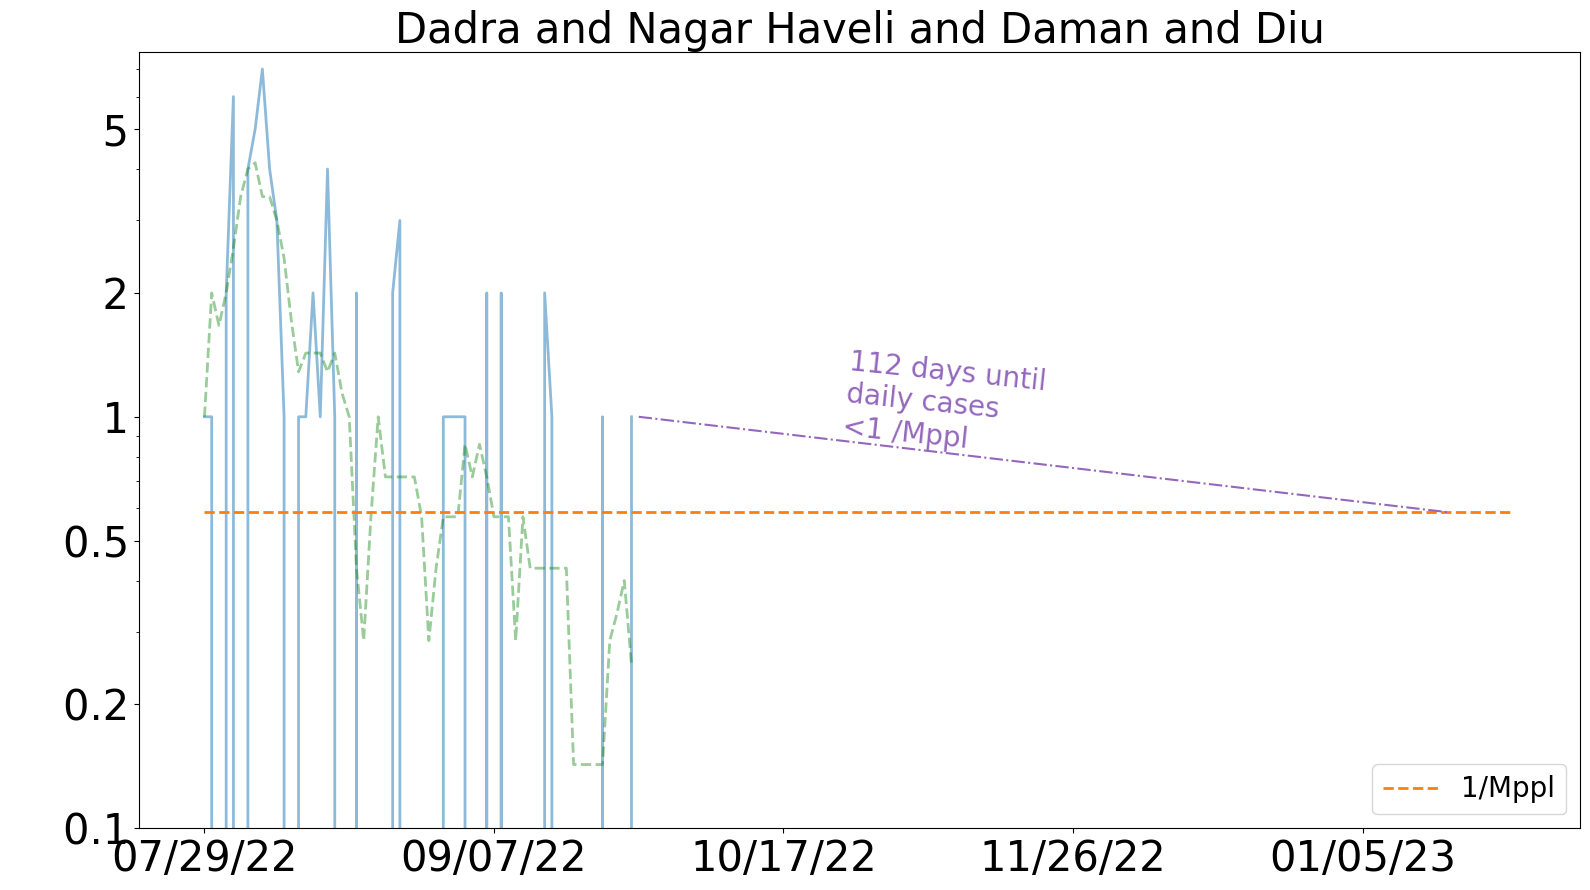 Dadra and Nagar Haveli and Daman and Diu
5
2
1
0.5
0.2
0.1
112 days until
daily cases
<1 /Mppl
1/Mppl
07/29/22
09/07/22
10/17/22
11/26/22
01/05/23